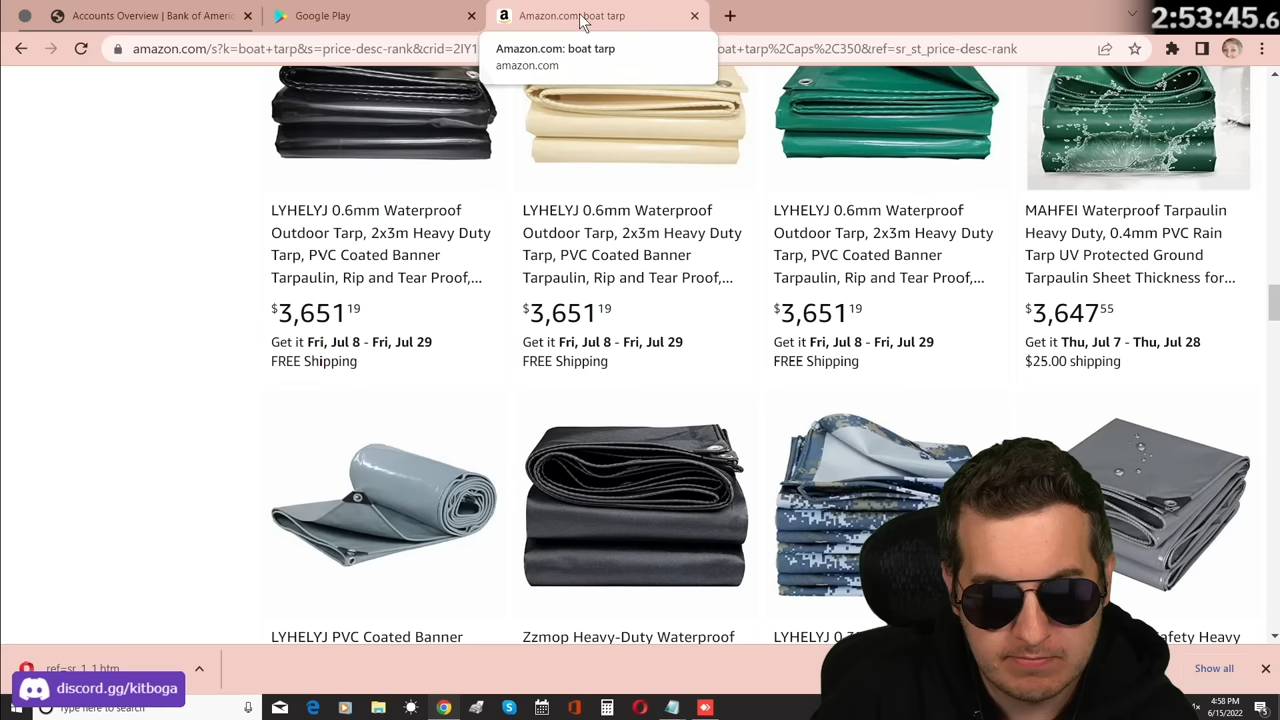 Accounts Overview | Bank of Ameri
Google Play
Amazon.com: boat tarp
2:53:45.6
amazon.com/s?k=boat+tarp&s=price-desc-rank&crid=2IY1
oat+tarp%2Caps%2C350&ref=sr_st_price-desc-rank
Amazon.com: boat tarp
amazon.com
LYHELYJ 0.6mm Waterproof
Outdoor Tarp, 2x3m Heavy Duty
Tarp, PVC Coated Banner
Tarpaulin, Rip and Tear Proof,...
$3,651 19
Get it Fri, Jul 8 - Fri, Jul 29
FREE Shipping
LYHELYJ 0.6mm Waterproof
Outdoor Tarp, 2x3m Heavy Duty
Tarp, PVC Coated Banner
Tarpaulin, Rip and Tear Proof,...
$3,651 19
Get it Fri, Jul 8 - Fri, Jul 29
FREE Shipping
LYHELYJ 0.6mm Waterproof
Outdoor Tarp, 2x3m Heavy Duty
Tarp, PVC Coated Banner
Tarpaulin, Rip and Tear Proof,...
$3,651 19
Get it Fri, Jul 8 - Fri, Jul 29
FREE Shipping
MAHFEI Waterproof Tarpaulin
Heavy Duty, 0.4mm PVC Rain
Tarp UV Protected Ground
Tarpaulin Sheet Thickness for...
$3,647 55
Get it Thu, Jul 7 - Thu, Jul 28
$25.00 shipping
LYHELYJ PVC Coated Banner
Zzmop Heavy-Duty Waterproof
LYHELYJ
afety Heavy
ref=sr_1_1.htm
Show all
discord.gg/kitboga
Type here to search
4:58 PM
6/15/2022